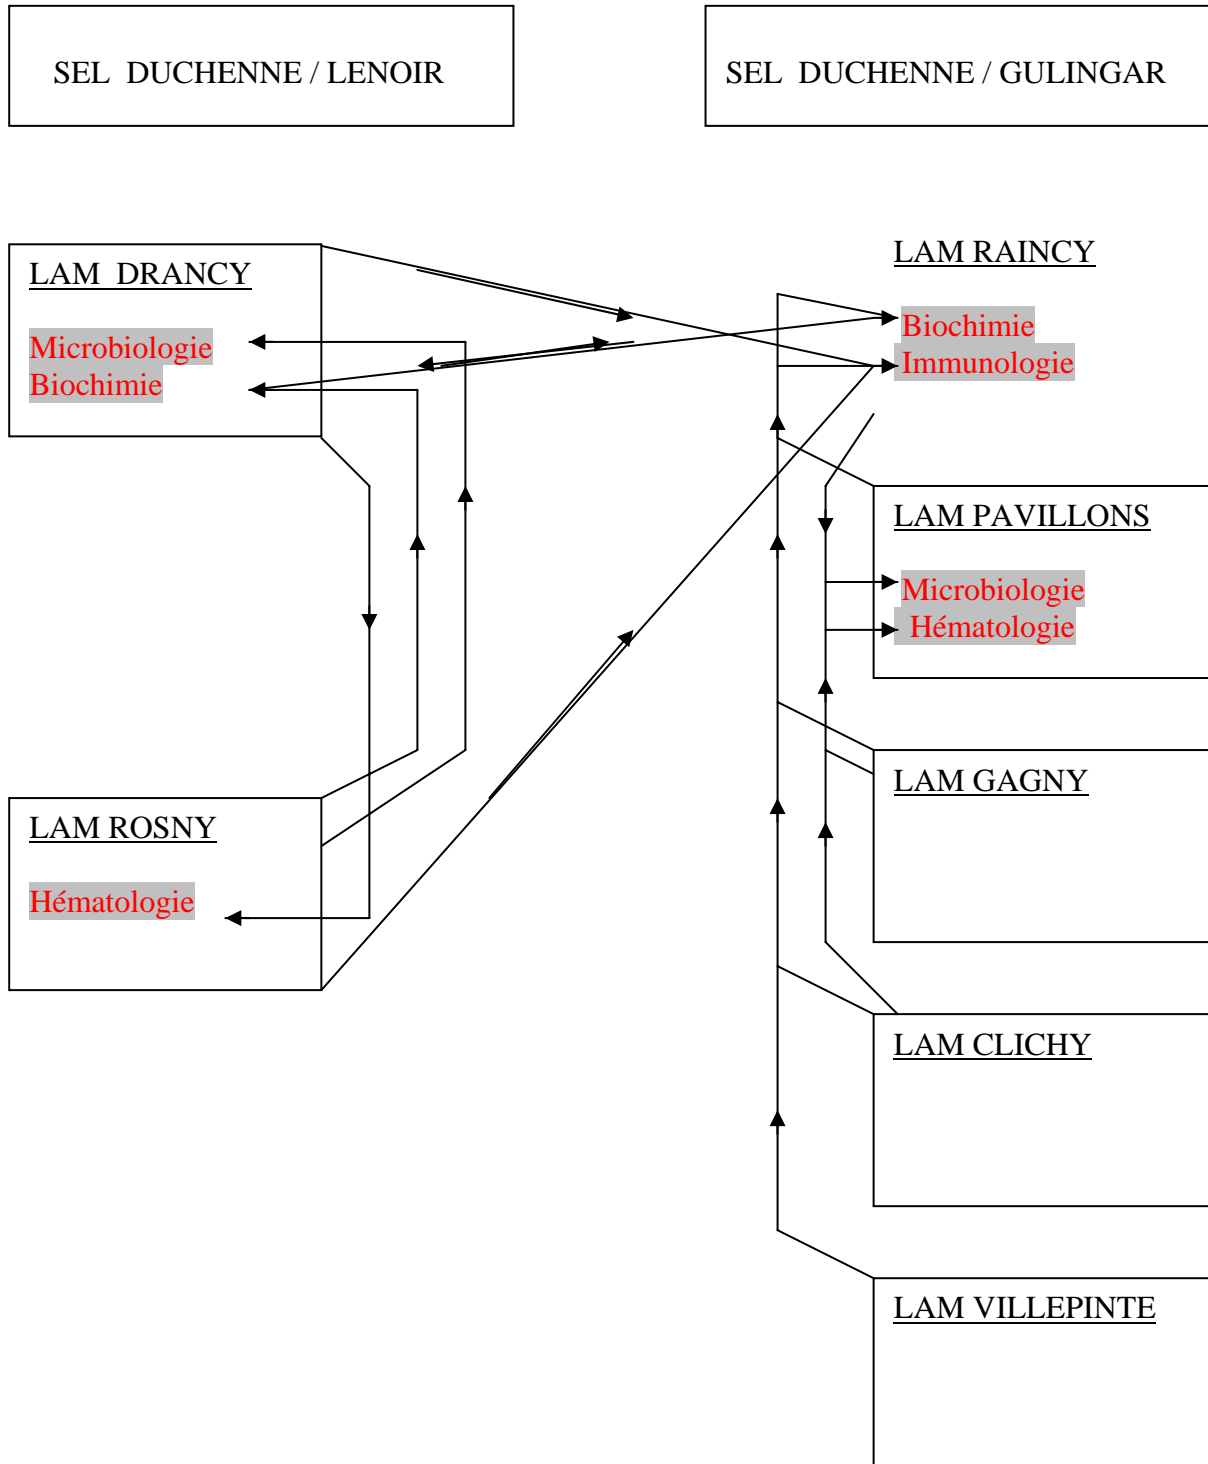 SEL DUCHENNE / LENOIR
SEL DUCHENNE / GULINGAR
LAM DRANCY
Microbiologie
Biochimie
LAM ROSNY
Hématologie
LAM RAINCY
Biochimie
Immunologie
LAM PAVILLONS
Microbiologie
Hématologie
LAM GAGNY
LAM CLICHY
LAM VILLEPINTE